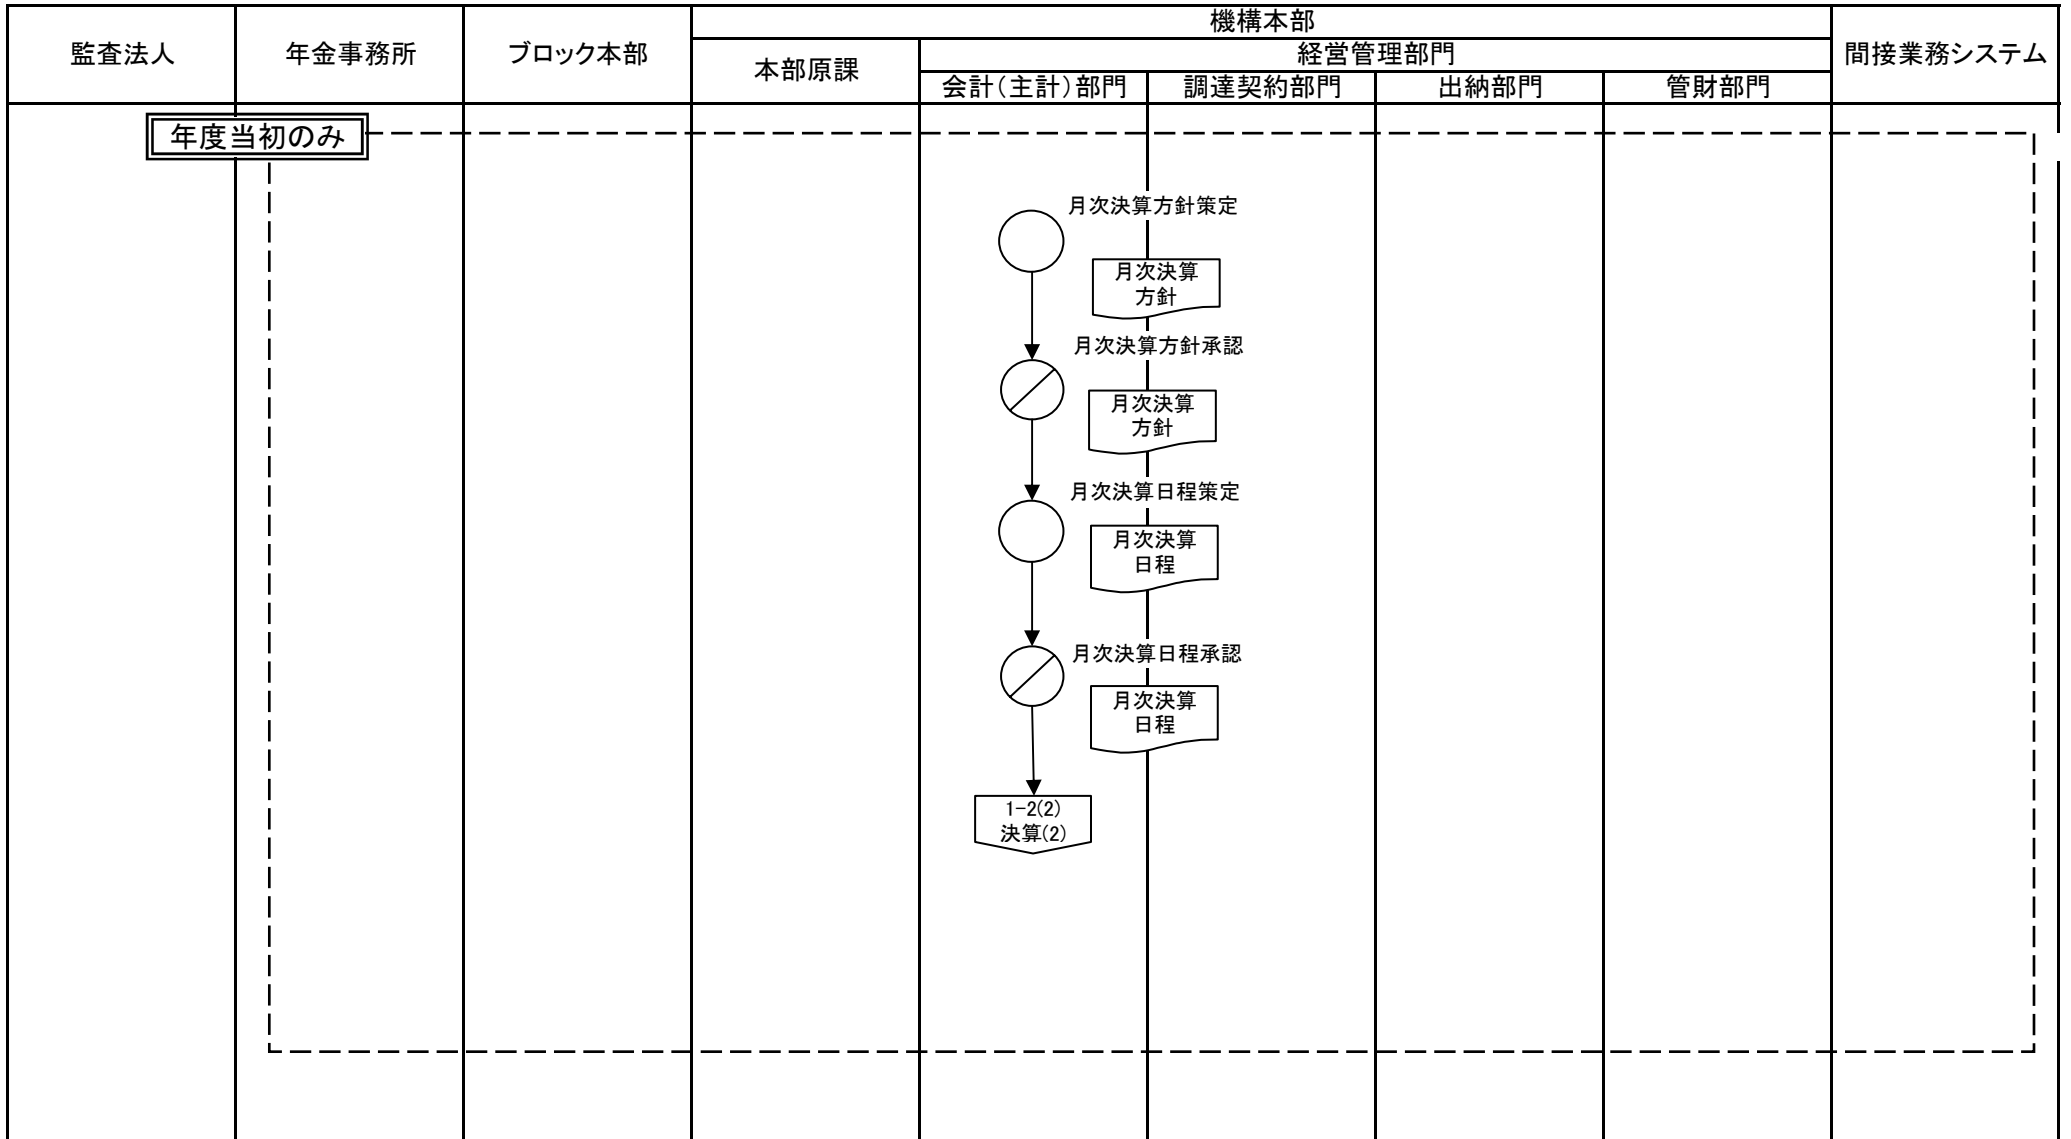 機構本部
監査法人
年金事務所
ブロック本部
本部原課
経営管理部門
間接業務システム
会計（主計）部門
調達契約部門
出納部門
管財部門
年度当初のみ
月次決算方針策定
月次決算
方針
月次決算方針承認
月次決算
方針
月次決算日程策定
月次決算
日程
月次決算日程承認
月次決算
日程
1-2(2)
決算(2)